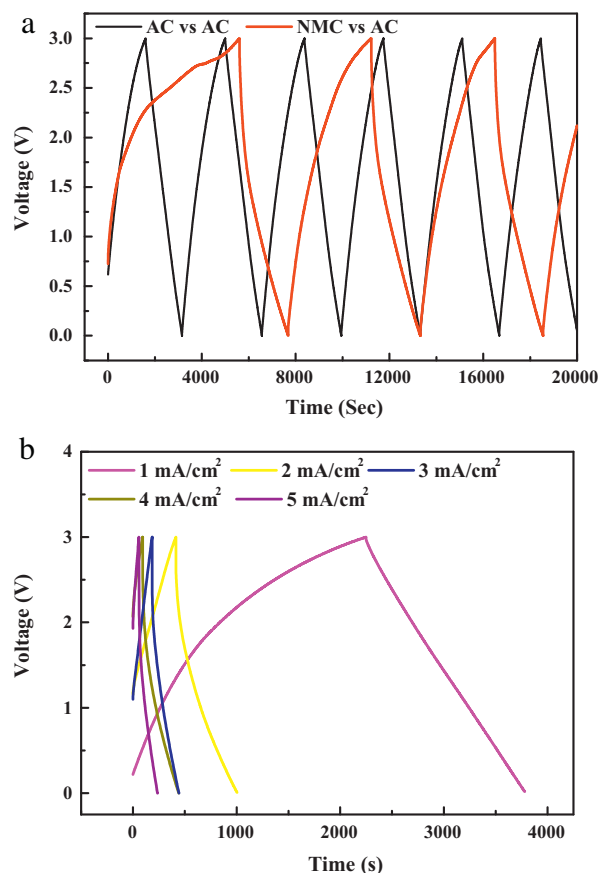 a
AC vs AC NMC vs AC
3.0
2.5
2.0
1.5
1.0
0.5
0.0
Voltage (V)
0 4000 8000 12000 16000 20000
Time (Sec)
b
1 mA/cm² 2 mA/cm² 3 mA/cm²
4 mA/cm² 5 mA/cm²
4
3
2
1
0
Voltage (V)
0 1000 2000 3000 4000
Time (s)